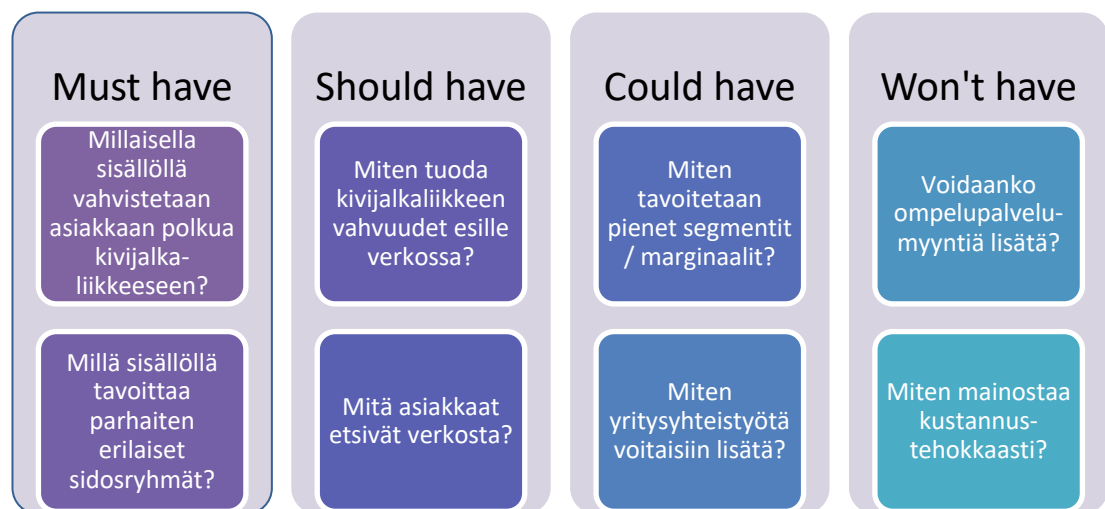 Must have
Millaisella
sisällöllä
vahvistetaan
asiakkaan polkua
kivijalka-
liikkeeseen?
Millä sisällöllä
tavoittaa
parhaiten
erilaiset
sidosryhmät?
Should have
Miten tuoda
kivijalkaliikkeen
vahvuudet esille
verkossa?
Mitä asiakkaat
etsivät verkosta?
Could have
Miten
tavoitetaan
pienet segmentit
/ marginaalit?
Miten
yritysyhteistyötä
voitaisiin lisätä?
Won't have
Voidaanko
ompelupalvelu-
myyntiä lisätä?
Miten mainostaa
kustannus-
tehokkaasti?